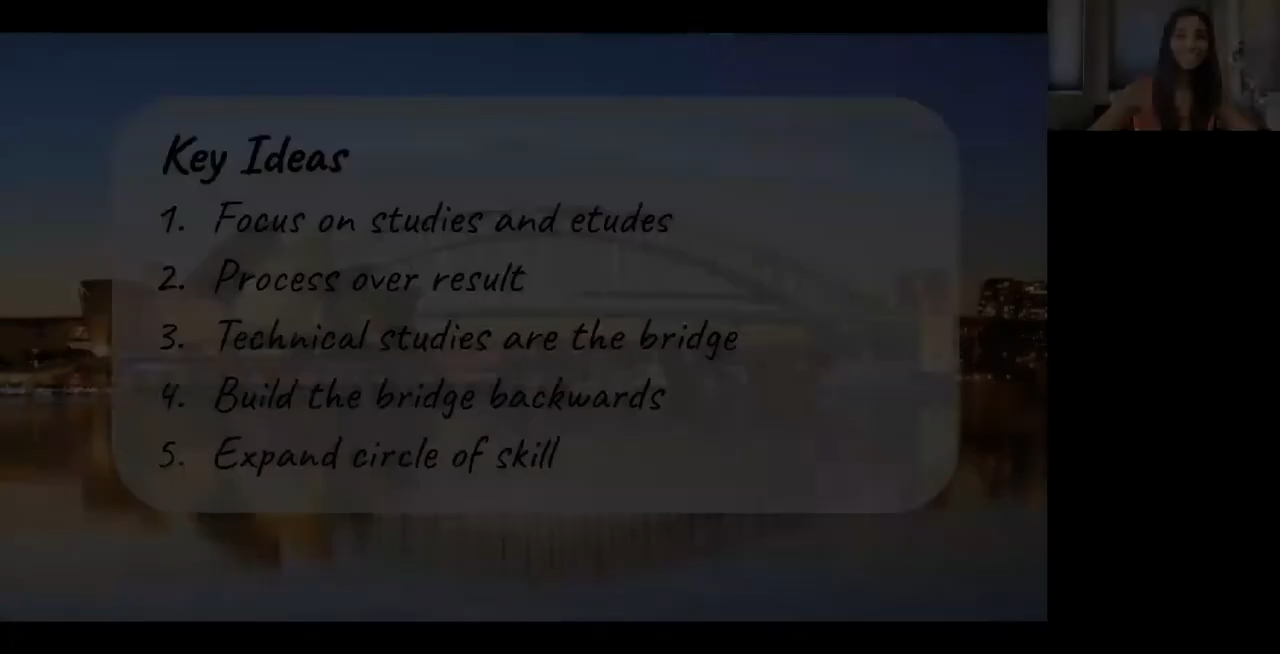 Key Ideas
1. Focus on studies and etudes
2. Process over result
3. Technical studies are the bridge
4. Build the bridge backwards
5. Expand circle of skill